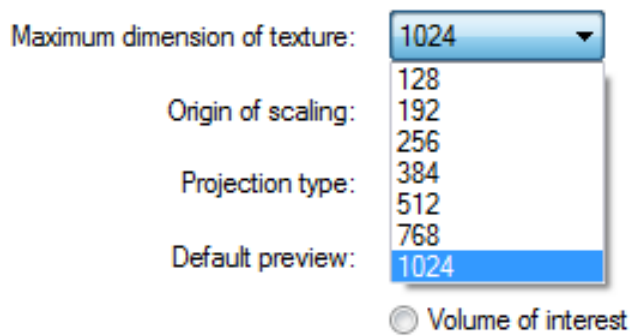 Maximum dimension of texture: 1024
128
Origin of scaling: 192
256
Projection type: 384
512
768
Default preview: 1024
Volume of interest